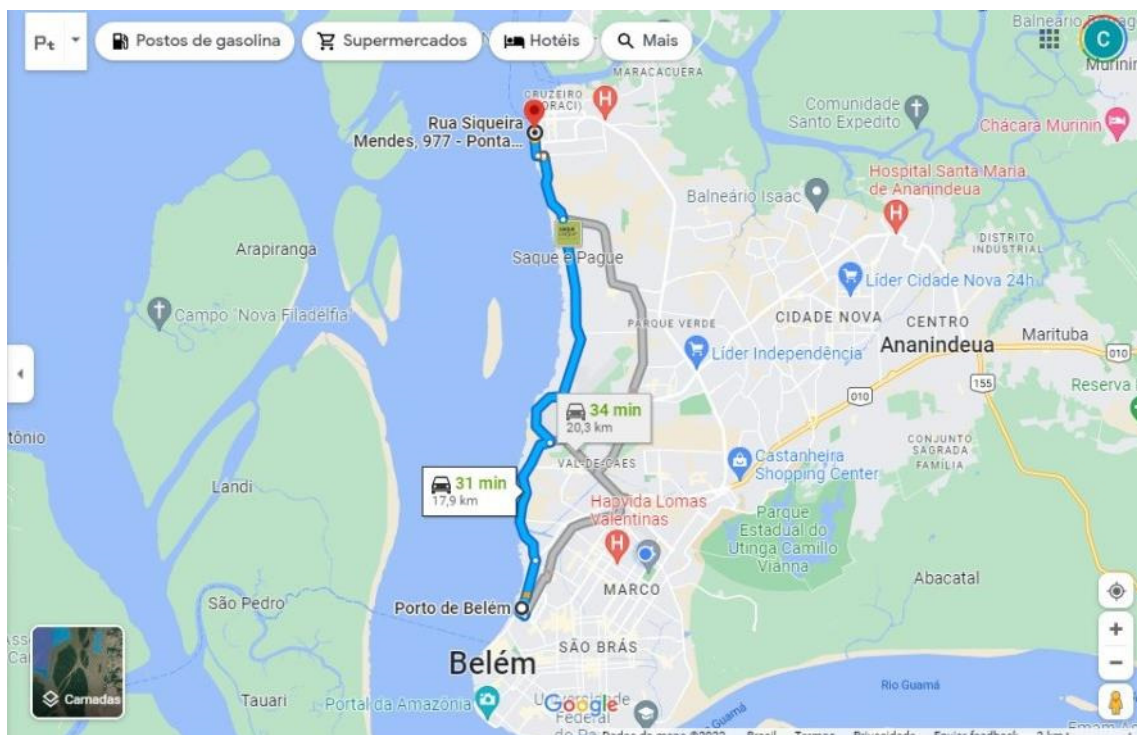 Postos de gasolina
Supermercados
Hotéis
Mais
C
MARACACUERA
Murinin
CRUZEIRO
Rua Siqueira
Mendes, 977 - Ponta...
H
Comunidade
Santo Expedito
Chácara Murinin
Hospital Santa Maria
de Ananindeua
H
Balneário Isaac
DISTRITO
INDUSTRIAL
Arapiranga
Saque e Pague
Líder Cidade Nova 24h
Campo "Nova Filadélfia"
PARQUE VERDE
CIDADE NOVA
CENTRO
Ananindeua
Marituba
Líder Independência
010
155
010
Reserva
34 min
20,3 km
CONJUNTO
SAGRADA
FAMÍLIA
VAL-DE-CAES
Castanheira
Shopping Center
31 min
17,9 km
Landi
Hapvida Lomas
Valentinas
H
Parque
Estadual do
Utinga Camillo
Vianna
MARCO
Abacatal
São Pedro
Porto de Belém
SÃO BRÁS
Belém
Camadas
Tauari
Portal da Amazônia
Google
Rio Guamá
Federal